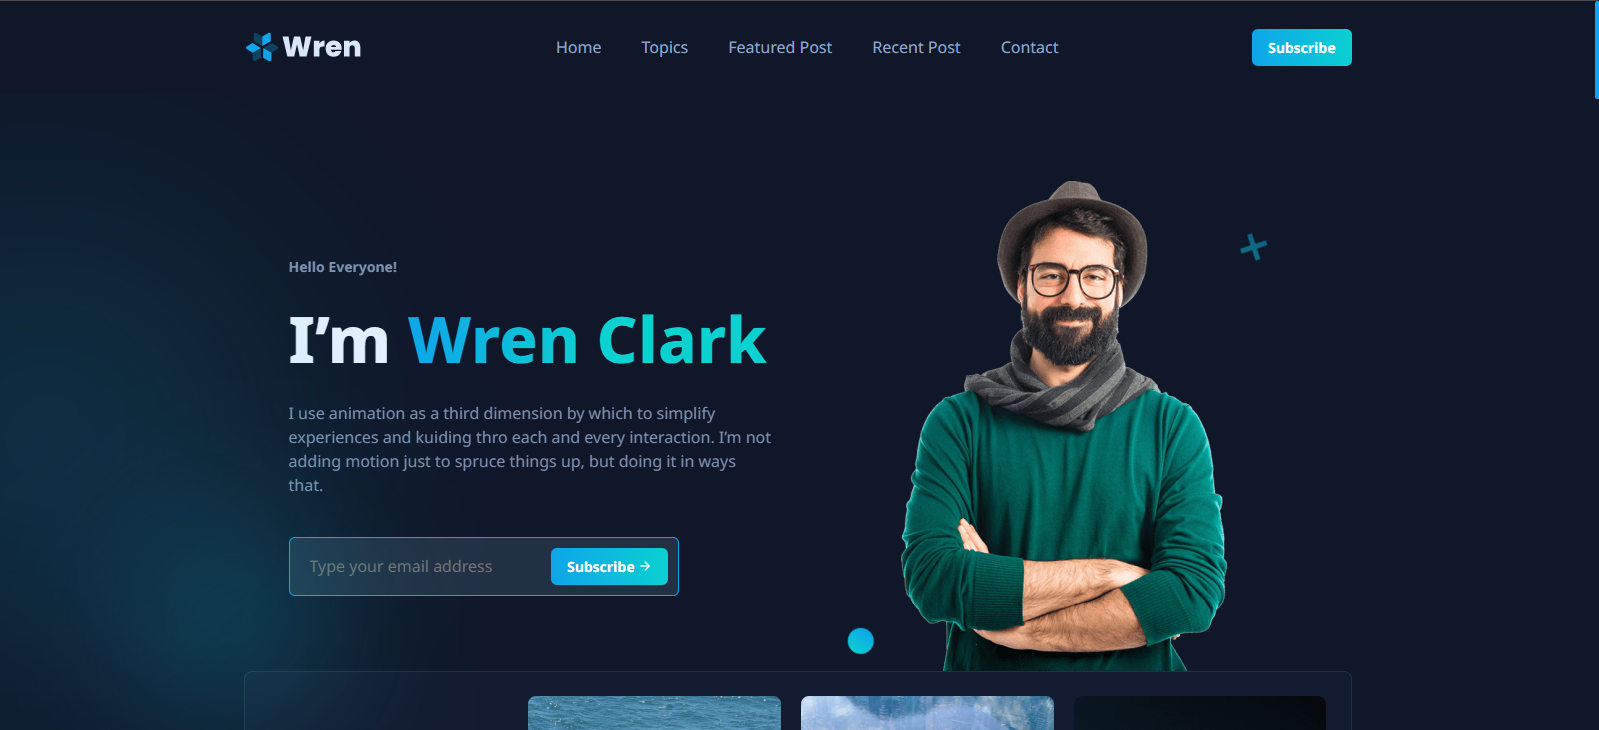 Wren
Home
Topics
Featured Post
Recent Post
Contact
Subscribe
Hello Everyone!
I’m Wren Clark
I use animation as a third dimension by which to simplify
experiences and kuiding thro each and every interaction. I’m not
adding motion just to spruce things up, but doing it in ways
that.
Type your email address
Subscribe →